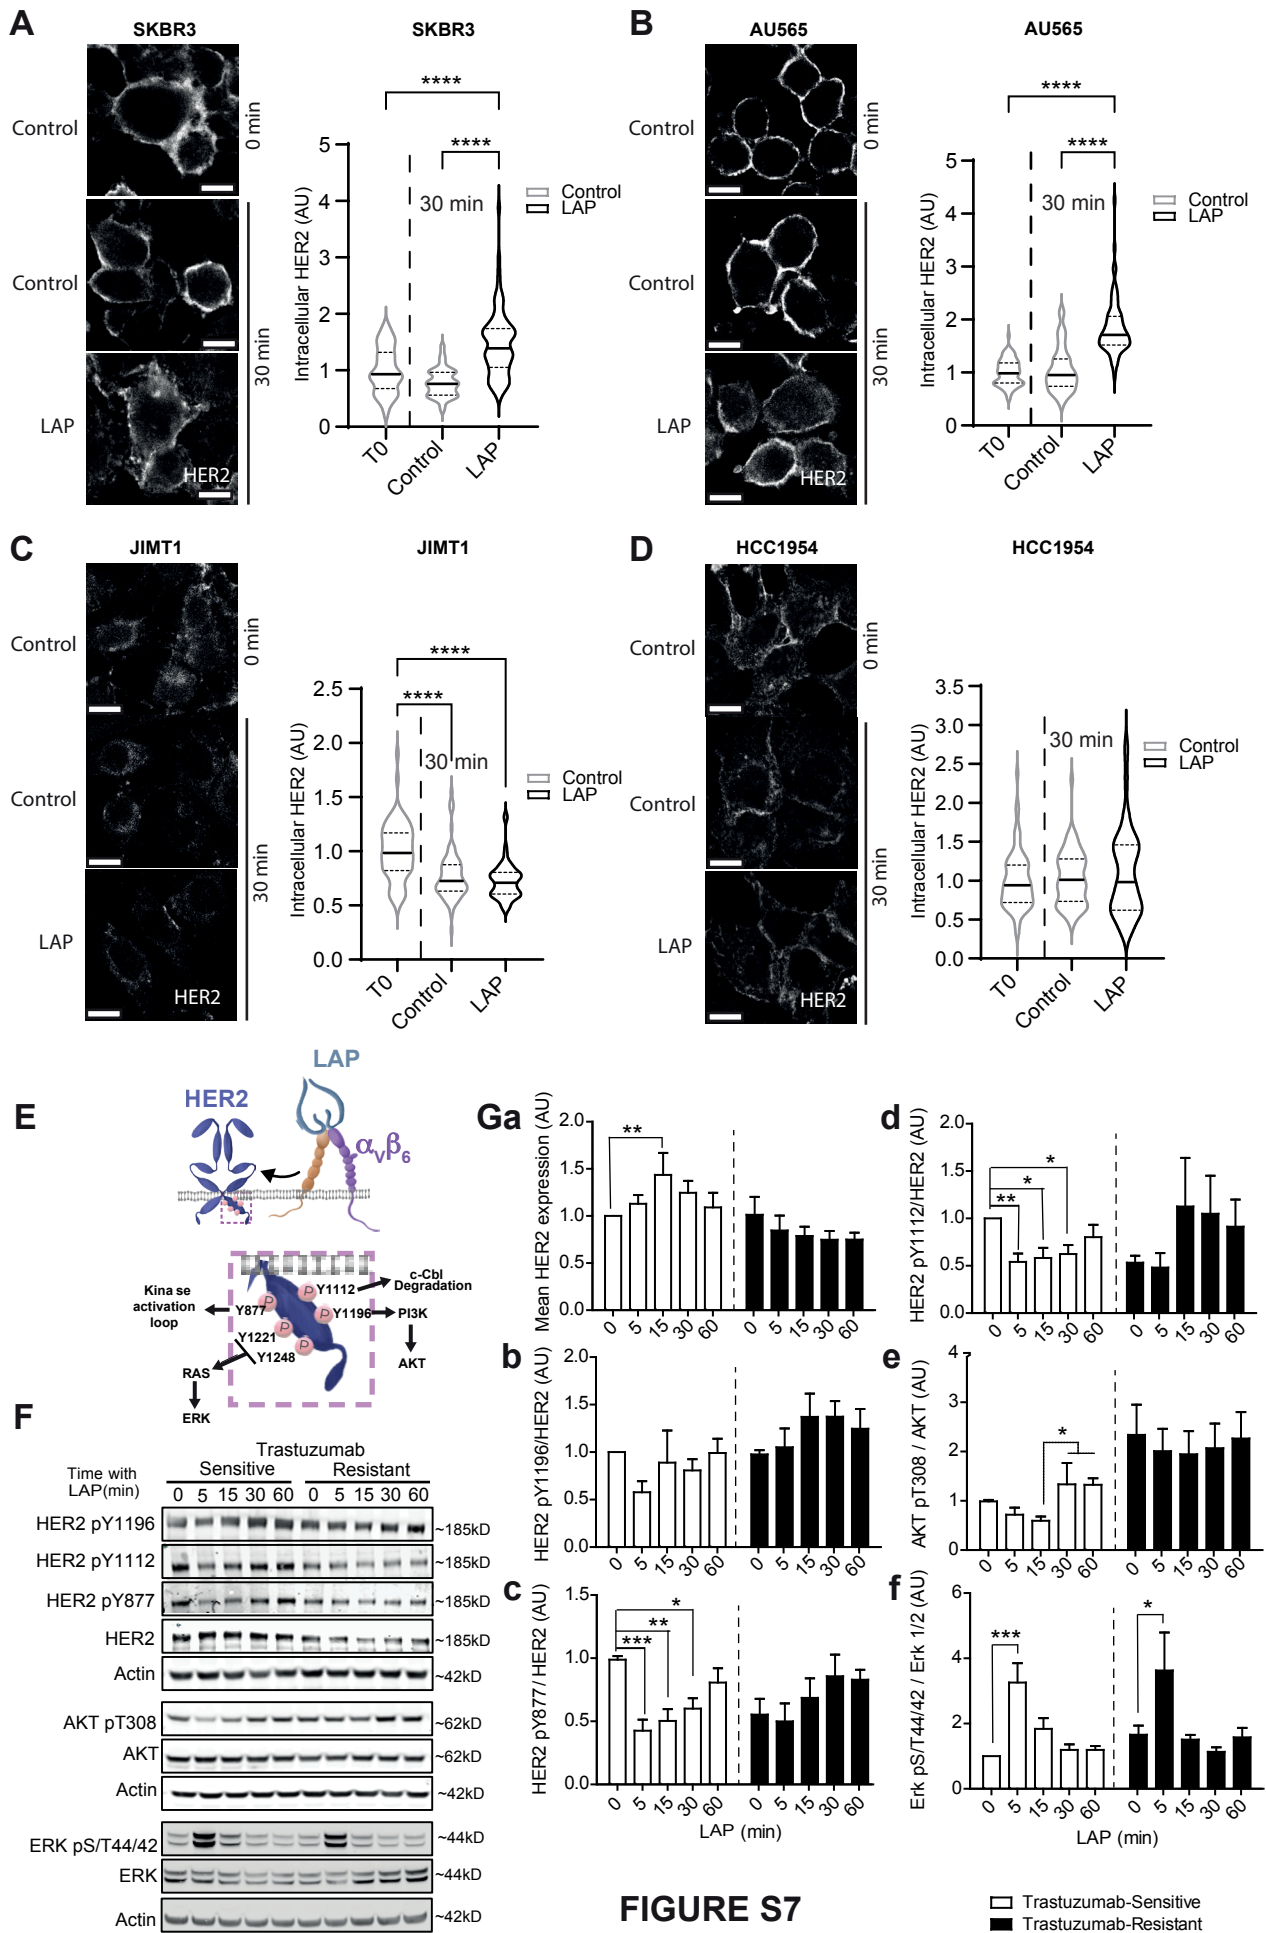 A
SKBR3
SKBR3
Control
0 min
Control
30 min
LAP
HER2
****
****
30 min
Intracellular HER2 (AU)
5
4
3
2
1
0
T0
Control
LAP
Control
LAP
B
AU565
AU565
Control
0 min
Control
30 min
LAP
HER2
****
****
30 min
Intracellular HER2 (AU)
5
4
3
2
1
0
T0
Control
LAP
Control
LAP
C
JIMT1
JIMT1
Control
0 min
Control
30 min
LAP
HER2
****
****
30 min
Intracellular HER2 (AU)
2.5
2.0
1.5
1.0
0.5
0.0
T0
Control
LAP
Control
LAP
D
HCC1954
HCC1954
Control
0 min
Control
30 min
LAP
HER2
30 min
Intracellular HER2 (AU)
3.5
3.0
2.5
2.0
1.5
1.0
0.5
0.0
T0
Control
LAP
Control
LAP
E
LAP
HER2
αVβ6
P
P
P
P
P
Y1112
c-Cbl
Degradation
Kina se
activation
loop
Y877
Y1196
PI3K
AKT
Y1221
Y1248
RAS
ERK
F
Trastuzumab
Time with
LAP(min)
Sensitive
Resistant
0 5 15 30 60 0 5 15 30 60
HER2 pY1196 ~185kD
HER2 pY1112 ~185kD
HER2 pY877 ~185kD
HER2 ~185kD
Actin ~42kD
AKT pT308 ~62kD
AKT ~62kD
Actin ~42kD
ERK pS/T44/42 ~44kD
ERK ~44kD
Actin ~42kD
Ga
Mean HER2 expression (AU)
2.0
1.5
1.0
0.5
0.0
**
0 5 15 30 60 0 5 15 30 60
b
HER2 pY1196/HER2 (AU)
2.0
1.5
1.0
0.5
0.0
0 5 15 30 60 0 5 15 30 60
c
HER2 pY877/ HER2 (AU)
1.5
1.0
0.5
0.0
*
**
***
0 5 15 30 60 0 5 15 30 60
LAP (min)
d
HER2 pY1112/HER2 (AU)
2.0
1.5
1.0
0.5
0.0
*
*
**
0 5 15 30 60 0 5 15 30 60
e
AKT pT308 / AKT (AU)
4
3
2
1
0
*
0 5 15 30 60 0 5 15 30 60
f
Erk pS/T44/42 / Erk 1/2 (AU)
6
4
2
0
***
*
0 5 15 30 60 0 5 15 30 60
LAP (min)
FIGURE S7
Trastuzumab-Sensitive
Trastuzumab-Resistant